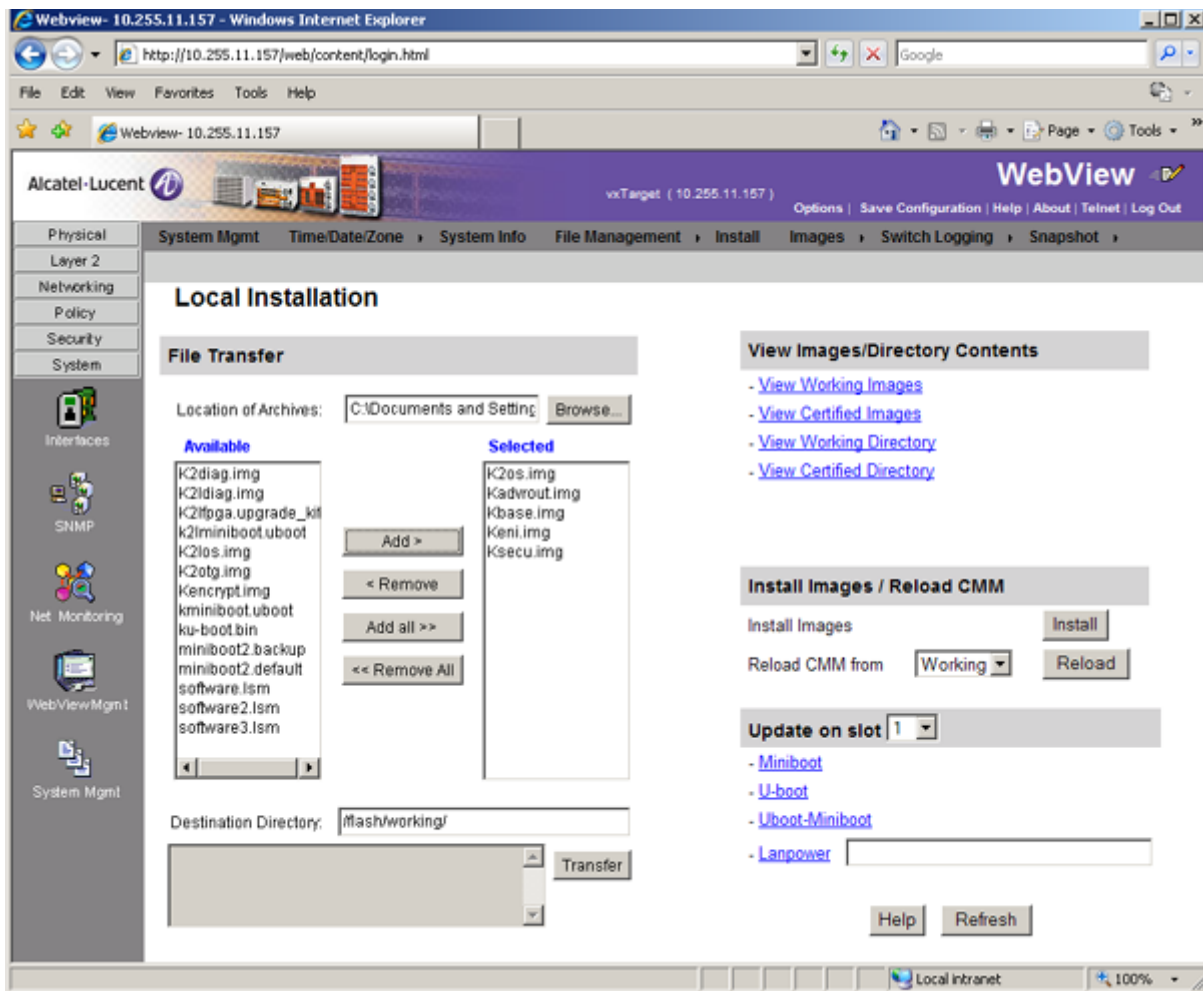 Webview- 10.255.11.157 - Windows Internet Explorer
http://10.255.11.157/web/content/login.html
Google
File Edit View Favorites Tools Help
Webview- 10.255.11.157
Page Tools
Alcatel·Lucent
vxTarget ( 10.255.11.157 )
WebView
Options | Save Configuration | Help | About | Telnet | Log Out
Physical
Layer 2
Networking
Policy
Security
System
Interfaces
SNMP
Net Monitoring
WebViewMgmt
System Mgmt
System Mgmt Time/Date/Zone System Info File Management Install Images Switch Logging Snapshot
Local Installation
File Transfer
Location of Archives: C:\Documents and Setting Browse...
Available
K2diag.img
K2ldiag.img
K2lfpga.upgrade_kit
k2lminiboot.uboot
K2los.img
K2otg.img
Kencrypt.img
kminiboot.uboot
ku-boot.bin
miniboot2.backup
miniboot2.default
software.lsm
software2.lsm
software3.lsm
Add >
< Remove
Add all >>
<< Remove All
Selected
K2os.img
Kadvrout.img
Kbase.img
Keni.img
Ksecu.img
Destination Directory: /flash/working/
Transfer
View Images/Directory Contents
- View Working Images
- View Certified Images
- View Working Directory
- View Certified Directory
Install Images / Reload CMM
Install Images Install
Reload CMM from Working Reload
Update on slot 1
- Miniboot
- U-boot
- Uboot-Miniboot
- Lanpower
Help Refresh
Local intranet 100%